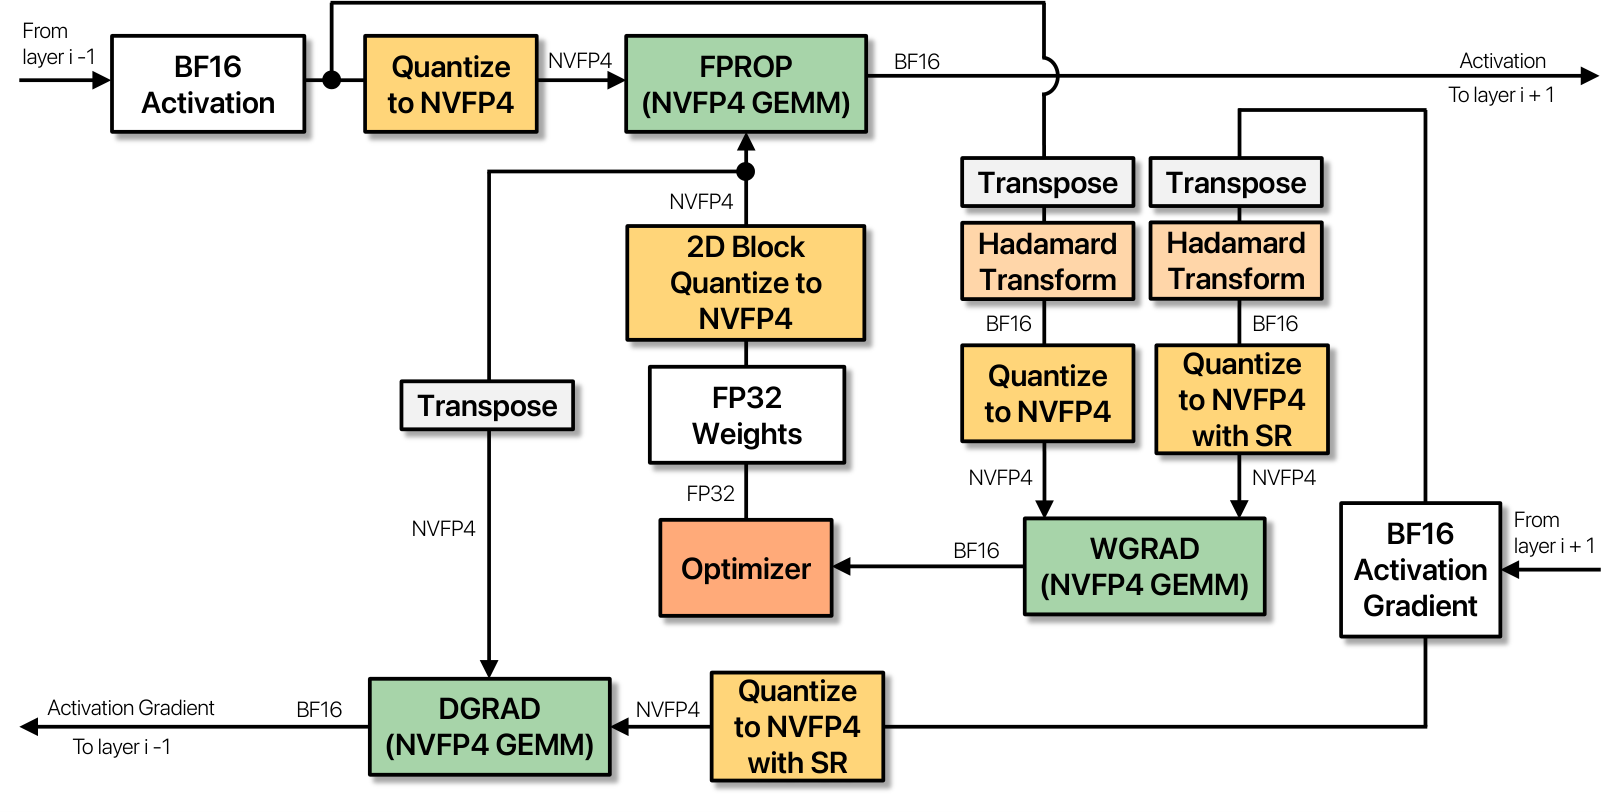 From
layer i -1
BF16
Activation
Quantize
to NVFP4
NVFP4
FPROP
(NVFP4 GEMM)
BF16
Activation
To layer i + 1
NVFP4
2D Block
Quantize to
NVFP4
FP32
Weights
FP32
Optimizer
Transpose
NVFP4
Transpose
Hadamard
Transform
BF16
Quantize
to NVFP4
NVFP4
Transpose
Hadamard
Transform
BF16
Quantize
to NVFP4
with SR
NVFP4
WGRAD
(NVFP4 GEMM)
BF16
BF16
Activation
Gradient
From
layer i + 1
Quantize
to NVFP4
with SR
NVFP4
DGRAD
(NVFP4 GEMM)
BF16
Activation Gradient
To layer i -1